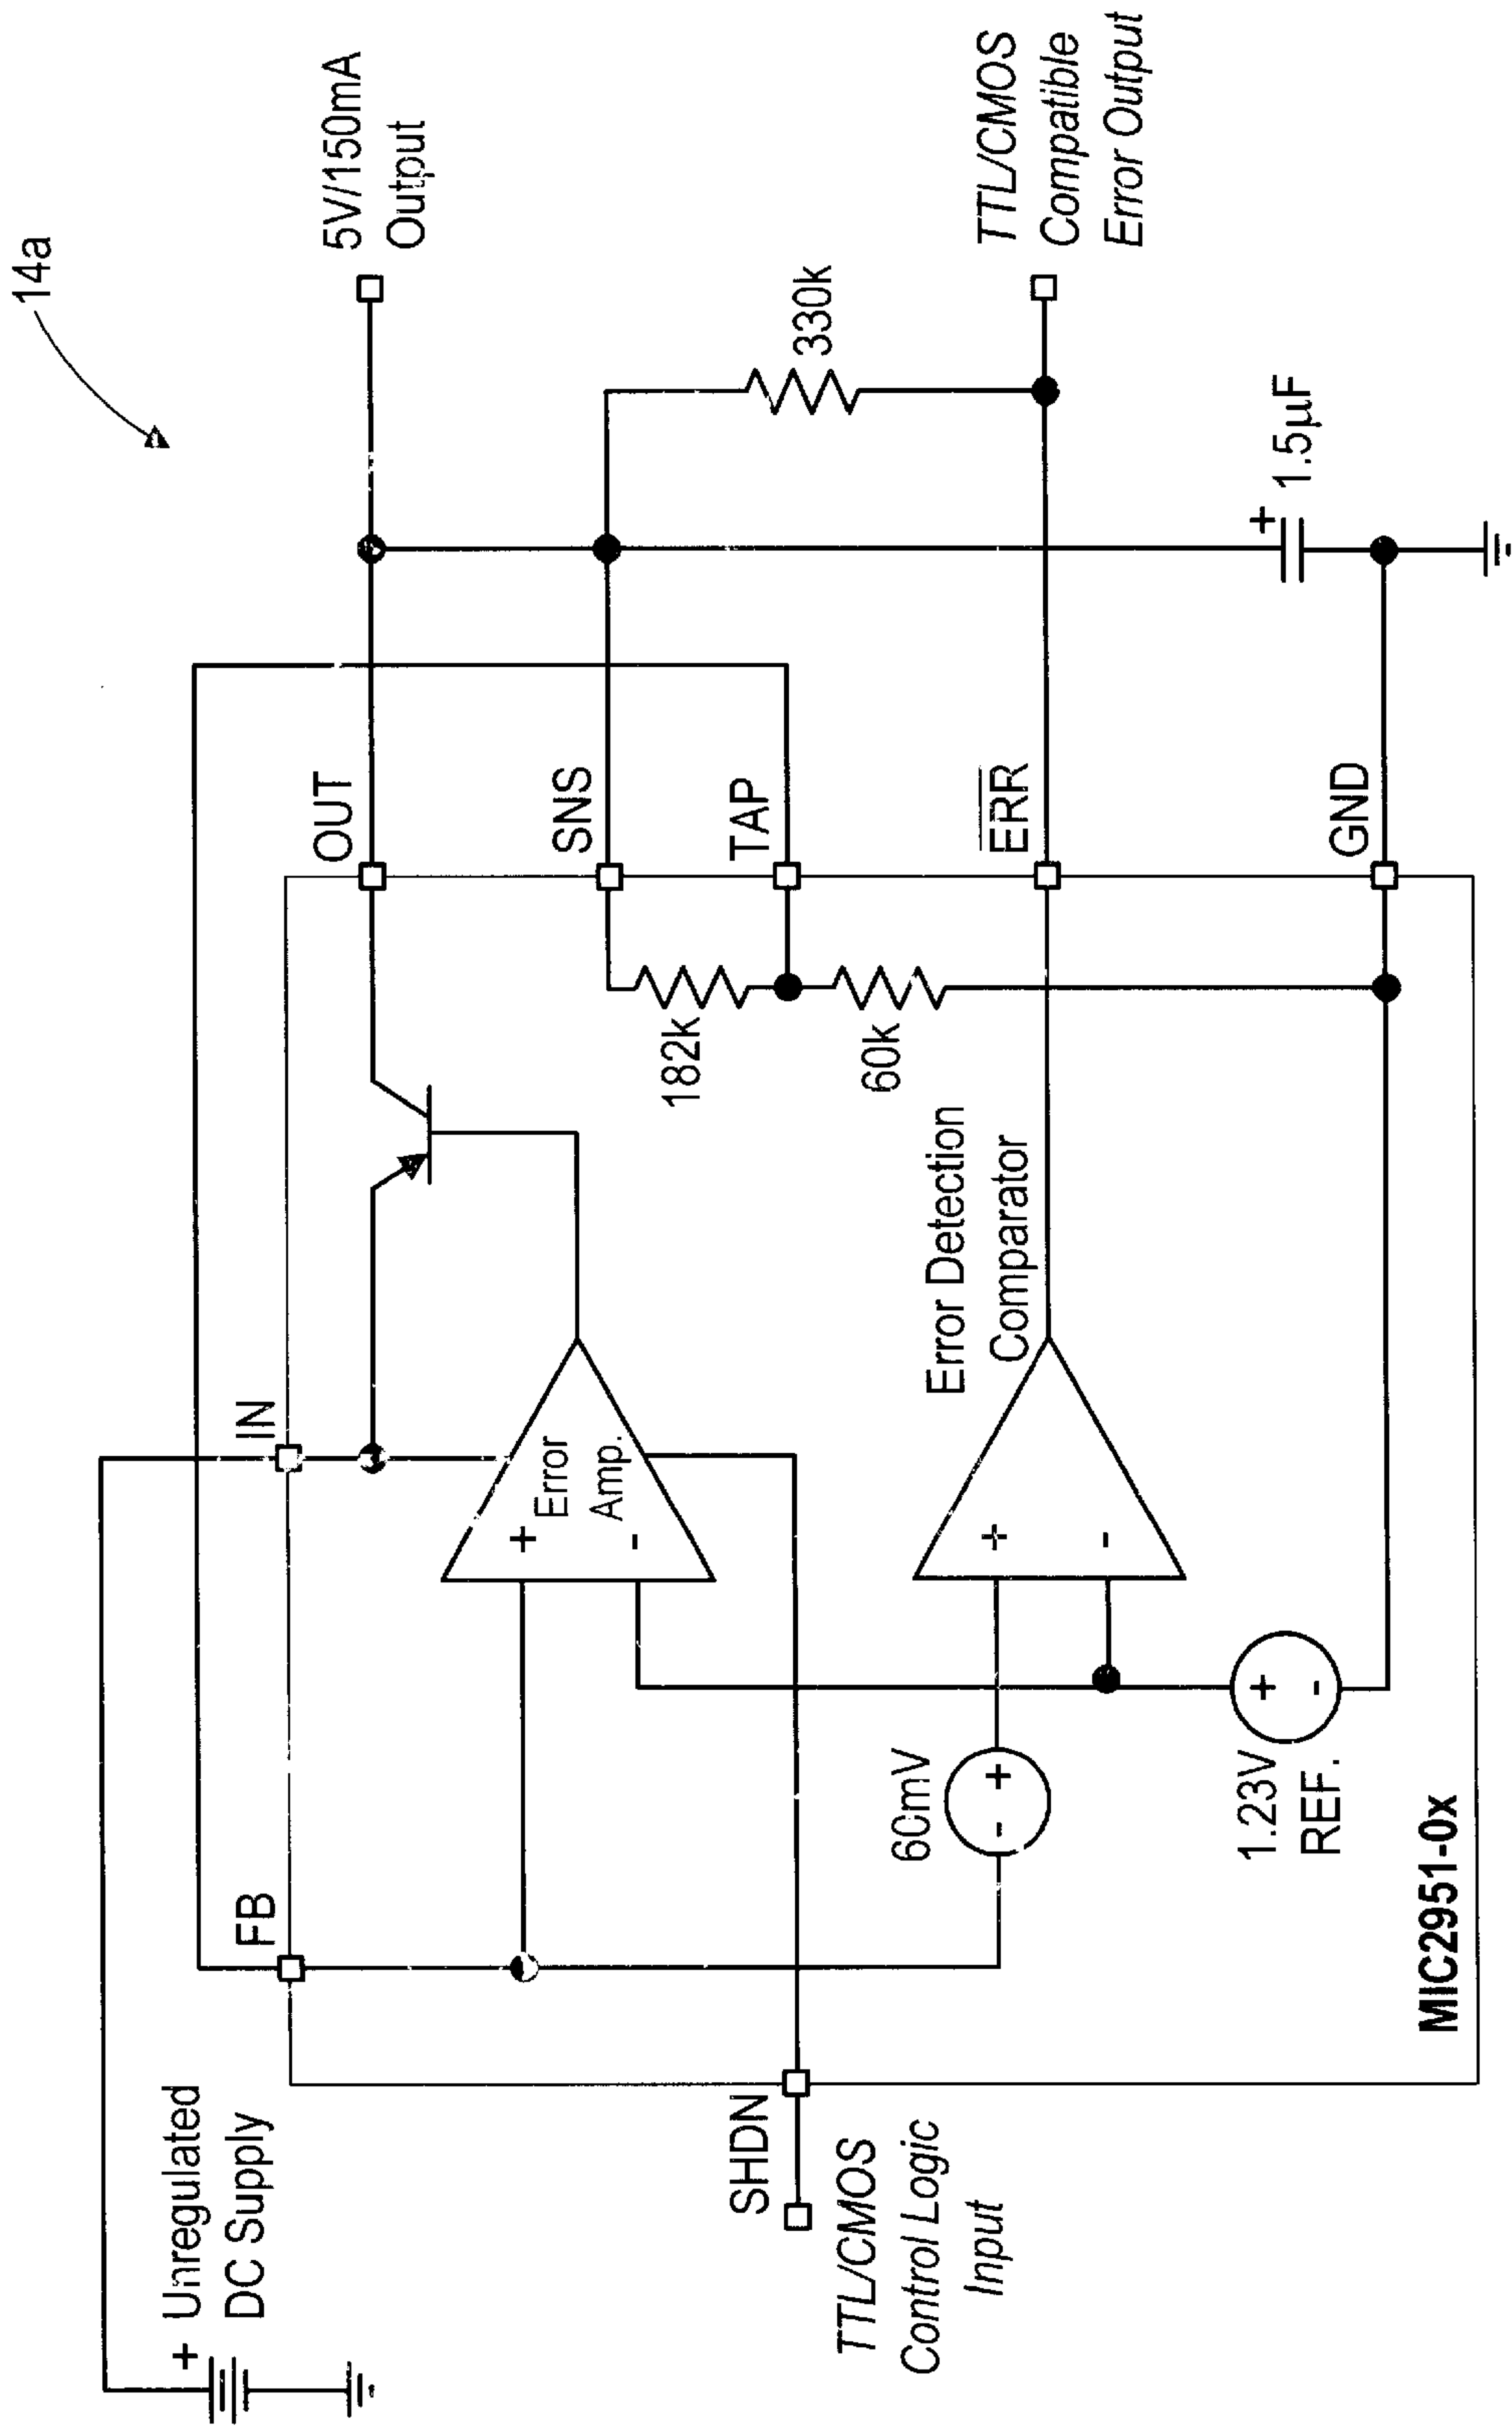 14a
+ Unregulated
DC Supply
FB
IN
OUT
5V/150mA
Output
+
Error
Amp.
-
SNS
182k
TAP
330k
SHDN
TTL/CMOS
Control Logic
Input
60k
60mV
- +
Error Detection
Comparator
+
-
ERR
TTL/CMOS
Compatible
Error Output
1.23V
REF.
+
-
GND
+
1.5µF
MIC2951-0x